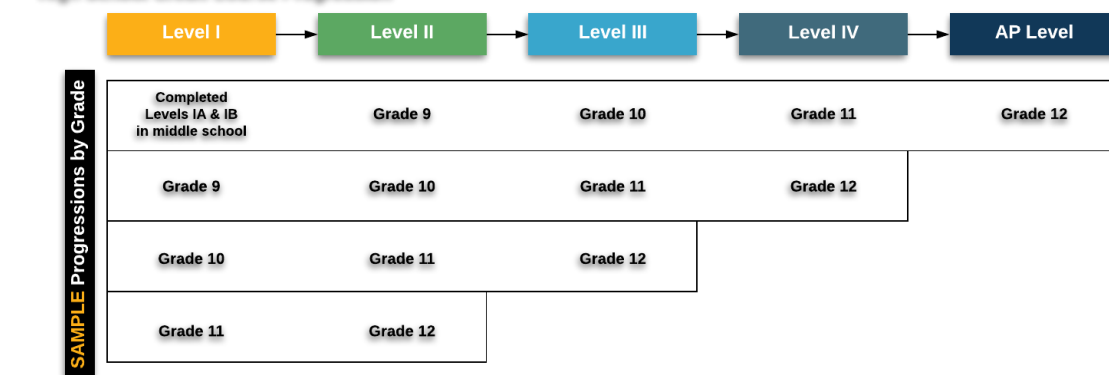 Level I
Level II
Level III
Level IV
AP Level
SAMPLE Progressions by Grade
Completed
Levels IA & IB
in middle school
Grade 9
Grade 10
Grade 11
Grade 12
Grade 9
Grade 10
Grade 11
Grade 12
Grade 10
Grade 11
Grade 12
Grade 11
Grade 12